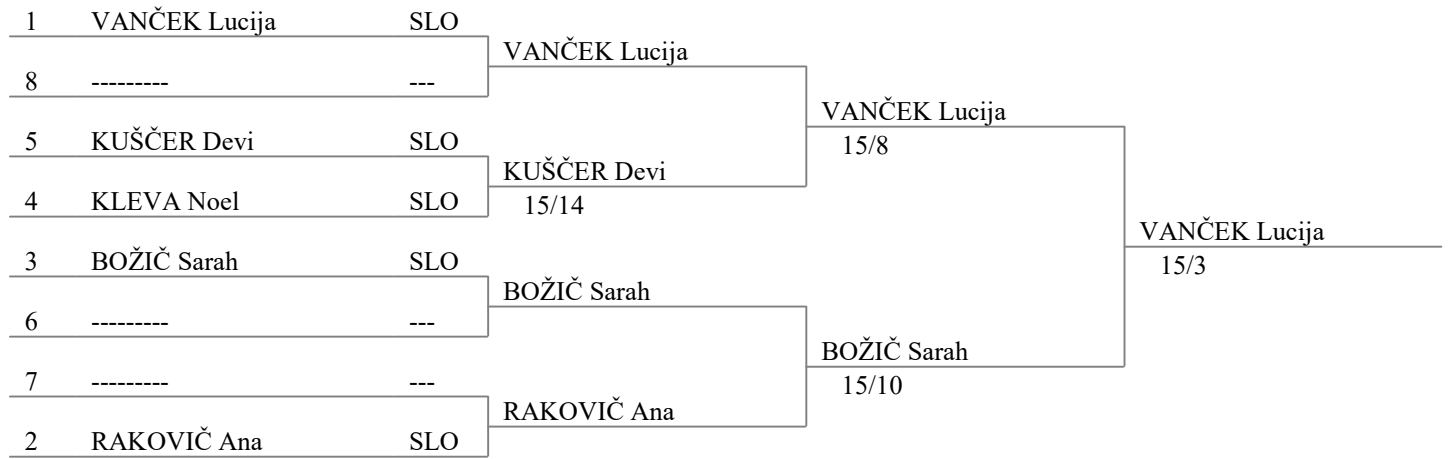 1 VANČEK Lucija SLO
VANČEK Lucija
8 --------- ---
VANČEK Lucija
15/8
5 KUŠČER Devi SLO
KUŠČER Devi
15/14
4 KLEVA Noel SLO
VANČEK Lucija
15/3
3 BOŽIČ Sarah SLO
BOŽIČ Sarah
6 --------- ---
BOŽIČ Sarah
15/10
7 --------- ---
RAKOVIČ Ana
2 RAKOVIČ Ana SLO